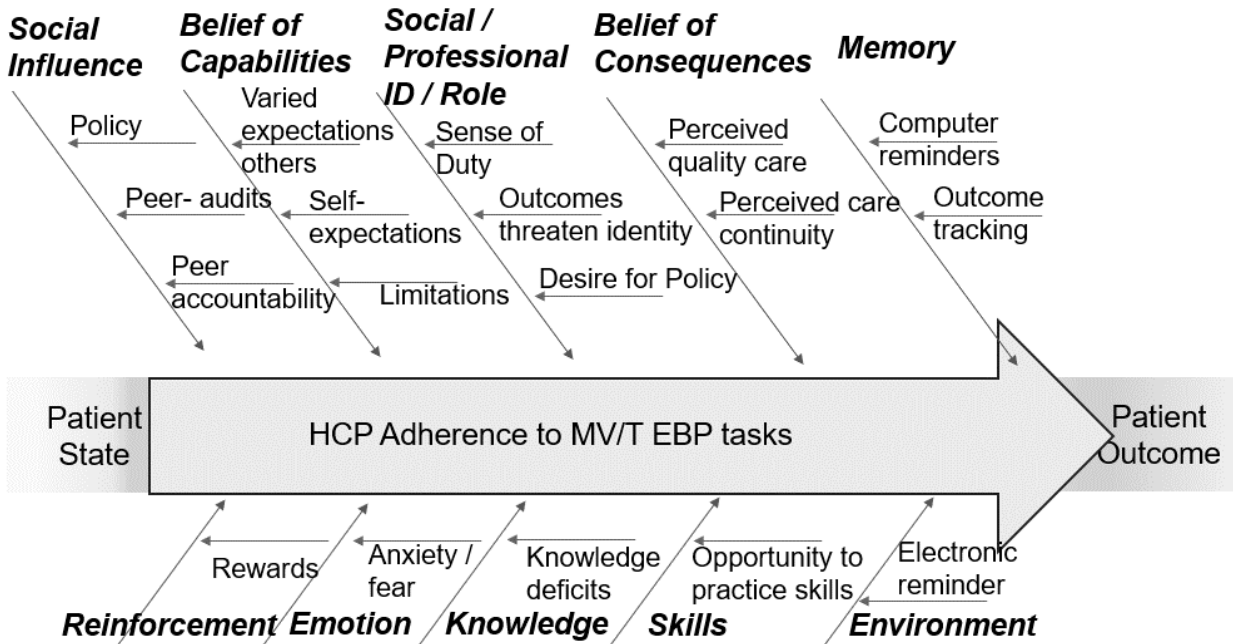 Social
Influence
Belief of
Capabilities
Social /
Professional
ID / Role
Belief of
Consequences
Memory
Policy
Peer- audits
Peer
accountability
Varied
expectations
others
Self-
expectations
Limitations
Sense of
Duty
Outcomes
threaten identity
Desire for Policy
Perceived
quality care
Perceived care
continuity
Computer
reminders
Outcome
tracking
Patient
State
HCP Adherence to MV/T EBP tasks
Patient
Outcome
Rewards
Anxiety /
fear
Knowledge
deficits
Opportunity to
practice skills
Electronic
reminder
Reinforcement
Emotion
Knowledge
Skills
Environment